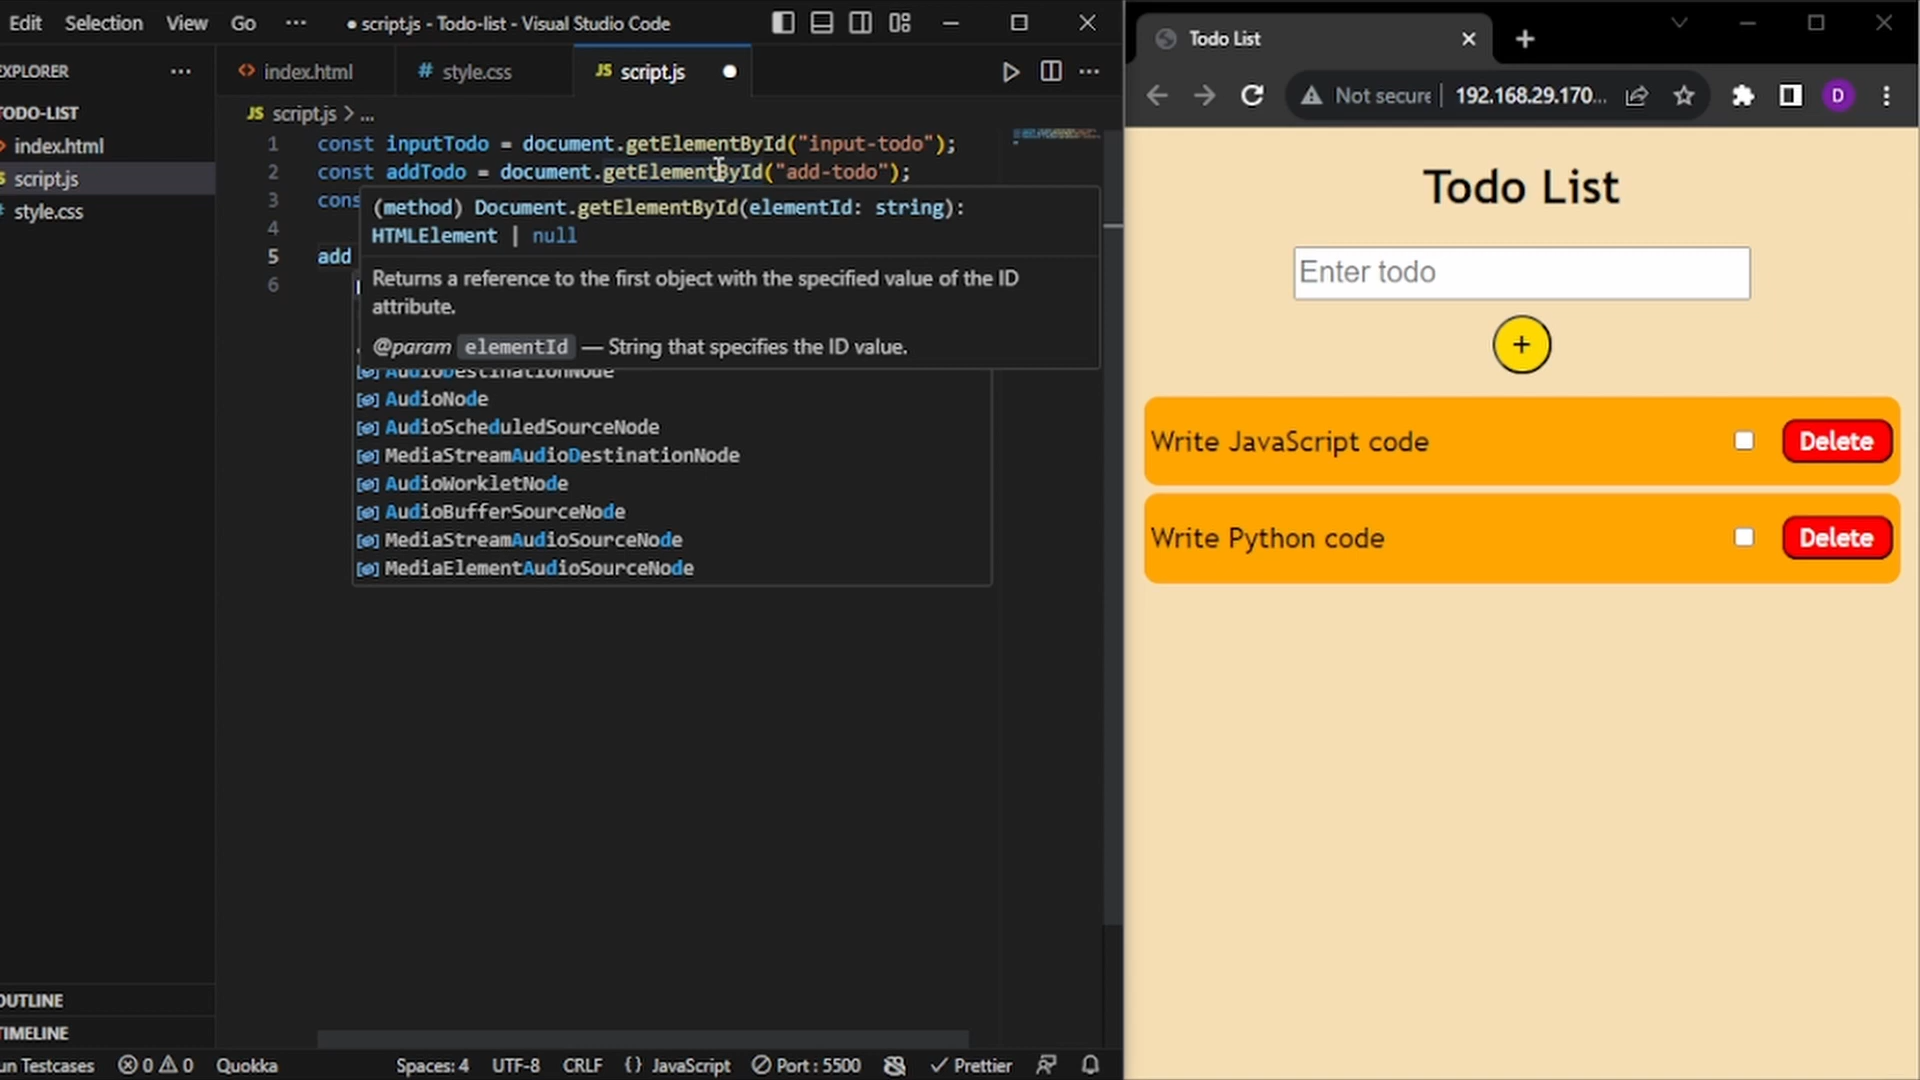 Edit Selection View Go ··· ● script.js - Todo-list - Visual Studio Code
EXPLORER ···
TODO-LIST
index.html
script.js
style.css
OUTLINE
TIMELINE
index.html
# style.css
JS script.js
JS script.js > ...
1 const inputTodo = document.getElementById("input-todo");
2 const addTodo = document.getElementById("add-todo");
3 cons
4
5 add
6
(method) Document.getElementById(elementId: string):
HTMLElement | null
Returns a reference to the first object with the specified value of the ID
attribute.
@param elementId — String that specifies the ID value.
AudioDestinationNode
AudioNode
AudioScheduledSourceNode
MediaStreamAudioDestinationNode
AudioWorkletNode
AudioBufferSourceNode
MediaStreamAudioSourceNode
MediaElementAudioSourceNode
un Testcases 0 0 Quokka Spaces: 4 UTF-8 CRLF {} JavaScript Port : 5500 Prettier
Todo List
Not secure 192.168.29.170... D
Todo List
Enter todo
+
Write JavaScript code Delete
Write Python code Delete